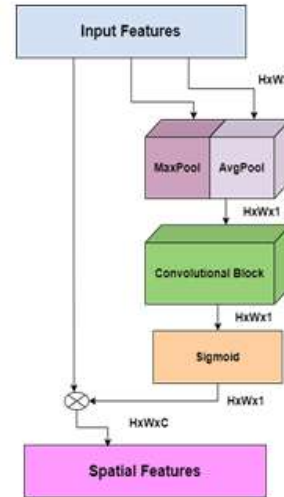 Input Features
HxW
MaxPool AvgPool
HxWx1
Convolutional Block
HxWx1
Sigmoid
HxWx1
HxWxC
Spatial Features